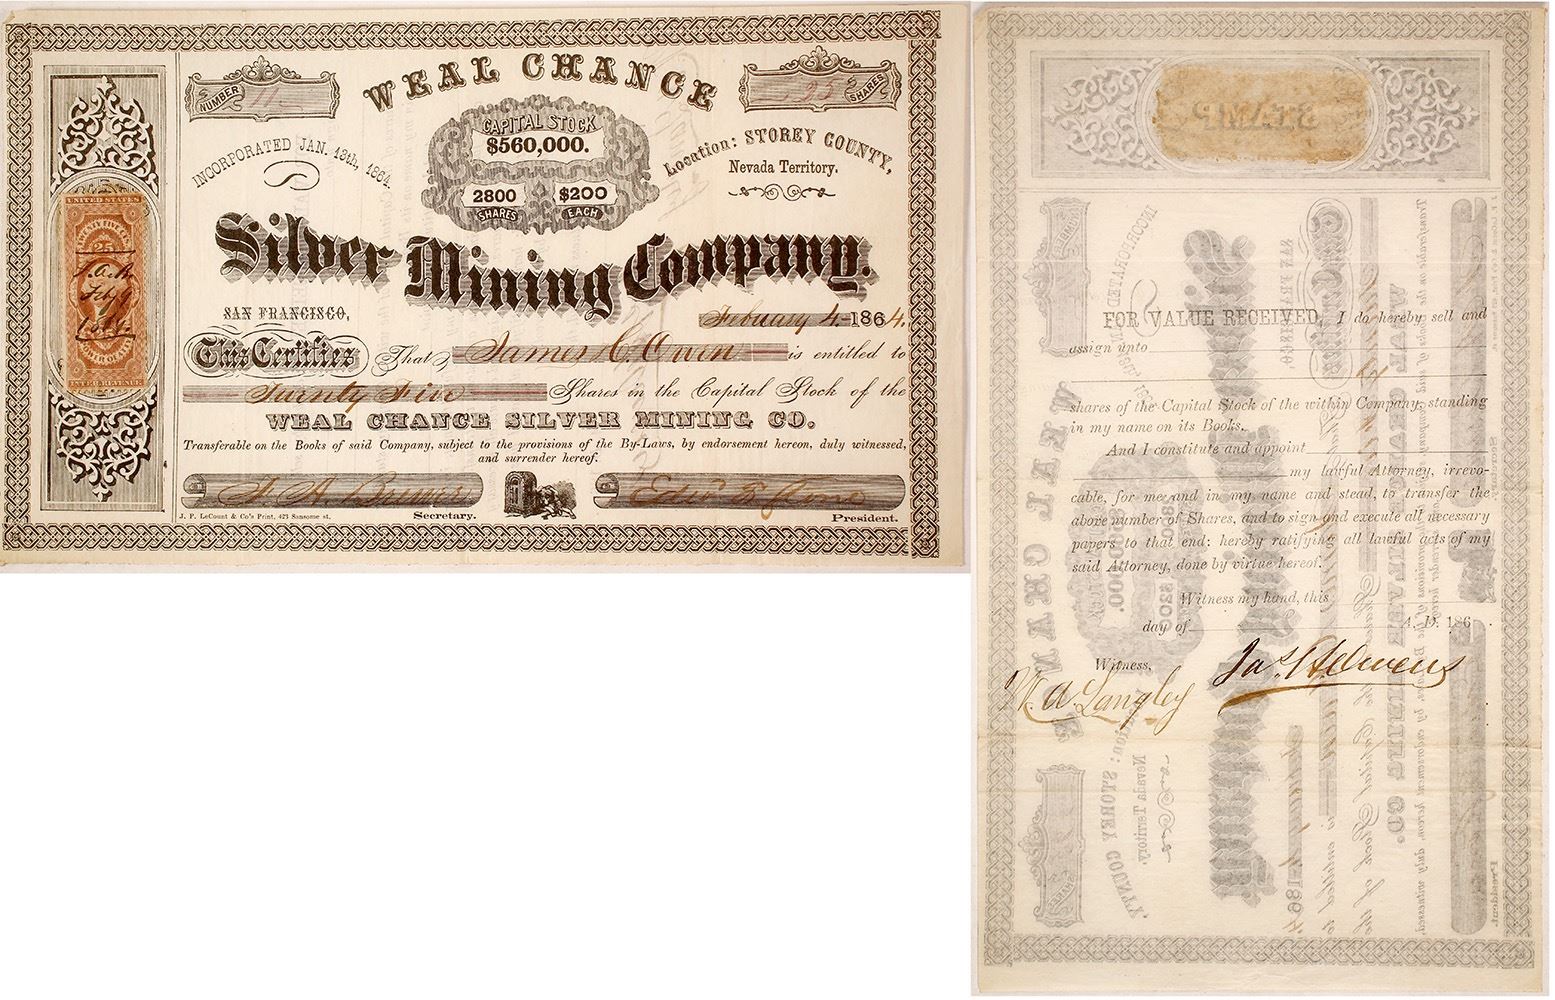 NUMBER 11
WEAL CHANCE
25 SHARES
CAPITAL STOCK
$560,000.
2800 $200
SHARES EACH
INCORPORATED JAN. 13th, 1864.
Location: STOREY COUNTY,
Nevada Territory.
Silver Mining Company.
SAN FRANCISCO,
February 4 1864.
This Certifies That James H. Owen is entitled to
Twenty Five Shares in the Capital Stock of the
WEAL CHANCE SILVER MINING CO.
Transferable on the Books of said Company, subject to the provisions of the By-Laws, by endorsement hereon, duly witnessed,
and surrender hereof.
Secretary.
President.
J. P. LeCount & Co's Print, 423 Sansome st.
UNITED STATES
25
Feby
INTER. REVENUE
STAMP
FOR VALUE RECEIVED, I do hereby sell and
assign unto
shares of the Capital Stock of the within Company, standing
in my name on its Books.
And I constitute and appoint
my lawful Attorney, irrevo-
cable, for me and in my name and stead, to transfer the
above number of Shares, and to sign and execute all necessary
papers to that end: hereby ratifying all lawful acts of my
said Attorney, done by virtue hereof.
Witness my hand, this
day of A. D. 186
Witness,
Jas. H. Owens
W. A. Langley